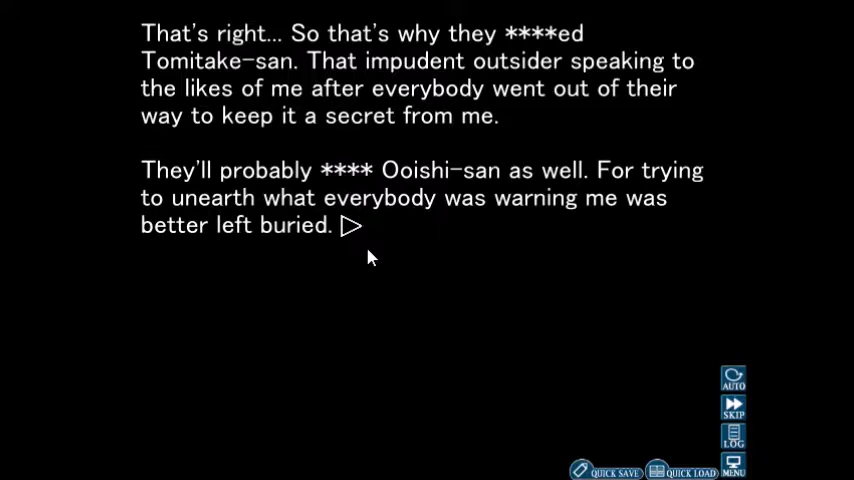 That's right... So that's why they ****ed
Tomitake-san. That impudent outsider speaking to
the likes of me after everybody went out of their
way to keep it a secret from me.
They'll probably **** Ooishi-san as well. For trying
to unearth what everybody was warning me was
better left buried.
AUTO
SKIP
LOG
MENU
QUICK SAVE
QUICK LOAD